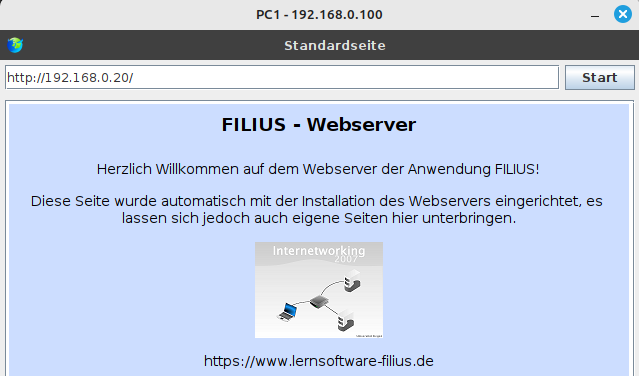 PC1 - 192.168.0.100
Standardseite
http://192.168.0.20/
Start
FILIUS - Webserver
Herzlich Willkommen auf dem Webserver der Anwendung FILIUS!
Diese Seite wurde automatisch mit der Installation des Webservers eingerichtet, es
lassen sich jedoch auch eigene Seiten hier unterbringen.
Internetworking
2007
https://www.lernsoftware-filius.de